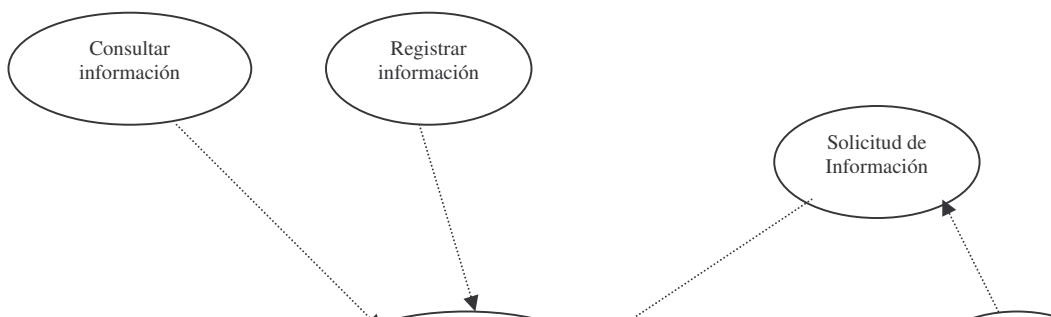 Consultar
información
Registrar
información
Solicitud de
Información